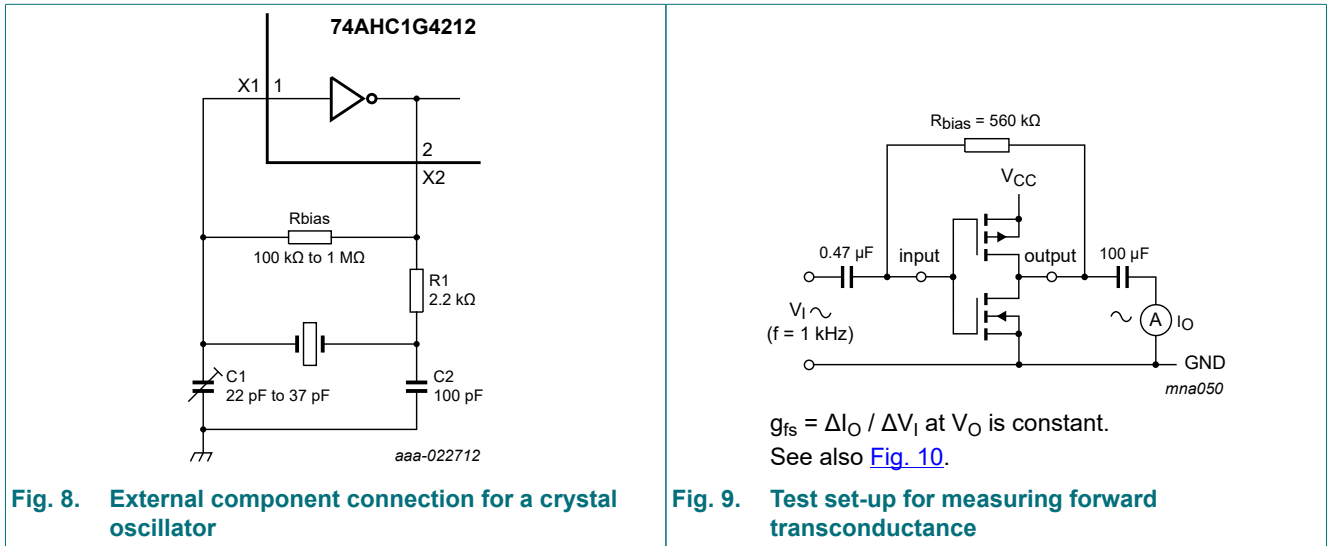 74AHC1G4212
X1
1
2
X2
Rbias
100 kΩ to 1 MΩ
R1
2.2 kΩ
C1
22 pF to 37 pF
C2
100 pF
aaa-022712
Fig. 8. External component connection for a crystal
oscillator
Rbias = 560 kΩ
VCC
0.47 µF
input
output
100 µF
VI
(f = 1 kHz)
A
IO
GND
mna050
gfs = ΔIO / ΔVI at VO is constant.
See also Fig. 10.
Fig. 9. Test set-up for measuring forward
transconductance